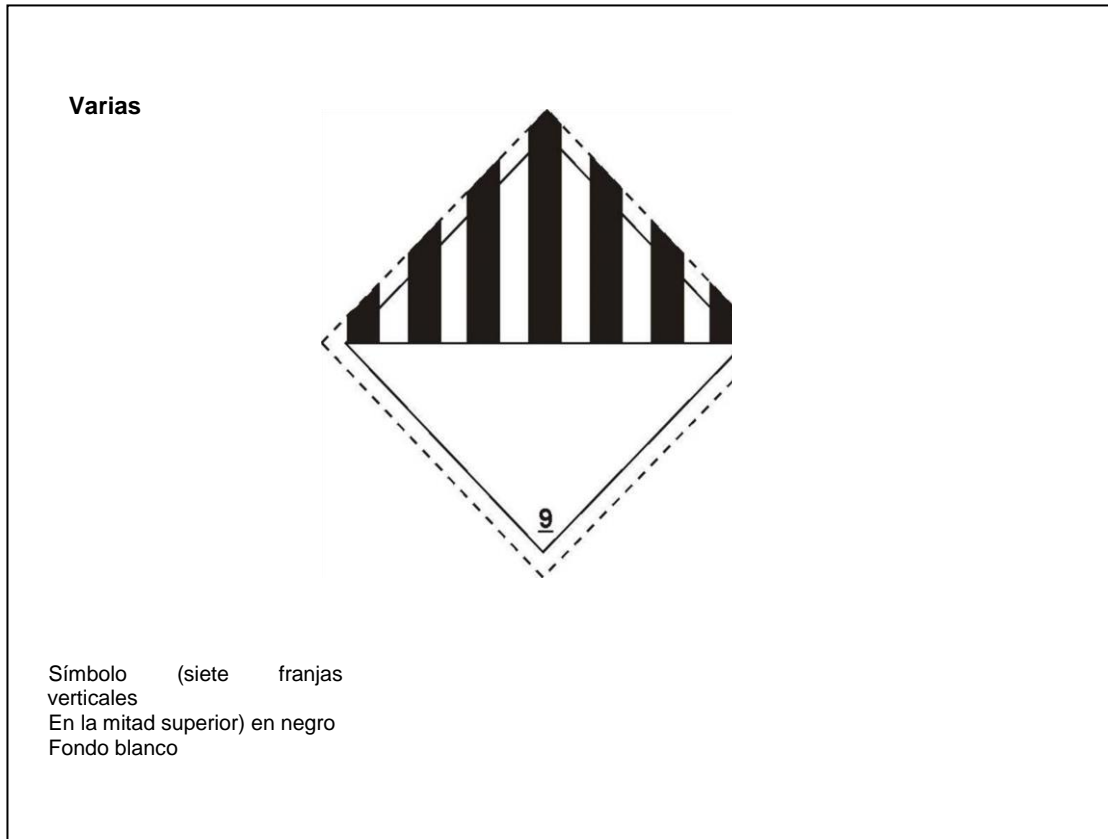 Varias
9
Símbolo (siete franjas
verticales
En la mitad superior) en negro
Fondo blanco